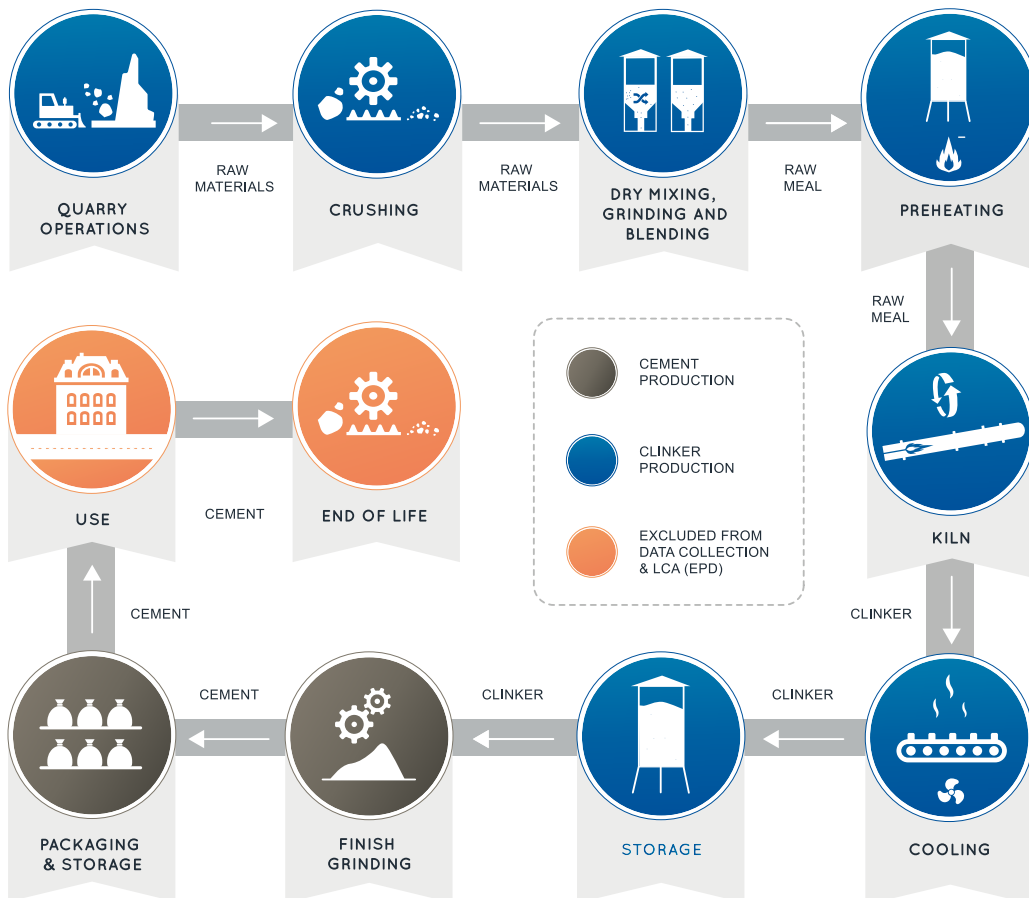 RAW
MATERIALS
RAW
MATERIALS
RAW
MEAL
QUARRY
OPERATIONS
CRUSHING
DRY MIXING,
GRINDING AND
BLENDING
PREHEATING
RAW
MEAL
CEMENT
PRODUCTION
CLINKER
PRODUCTION
EXCLUDED FROM
DATA COLLECTION
& LCA (EPD)
USE
CEMENT
END OF LIFE
KILN
CEMENT
CLINKER
CEMENT
CLINKER
CLINKER
PACKAGING
& STORAGE
FINISH
GRINDING
STORAGE
COOLING